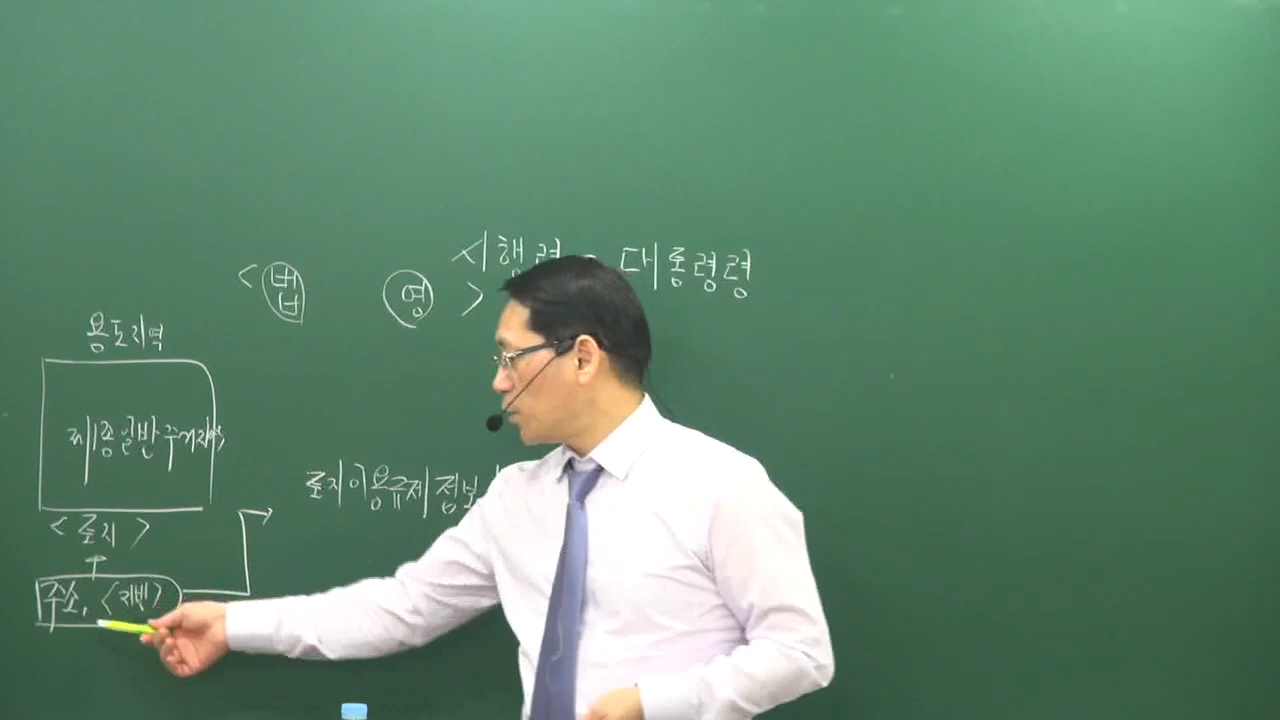 시행령 - 대통령령
< 법 영 >
용도지역
제1종일반주거지역
토지이용규제정보
< 토지 >
주소, <지번>